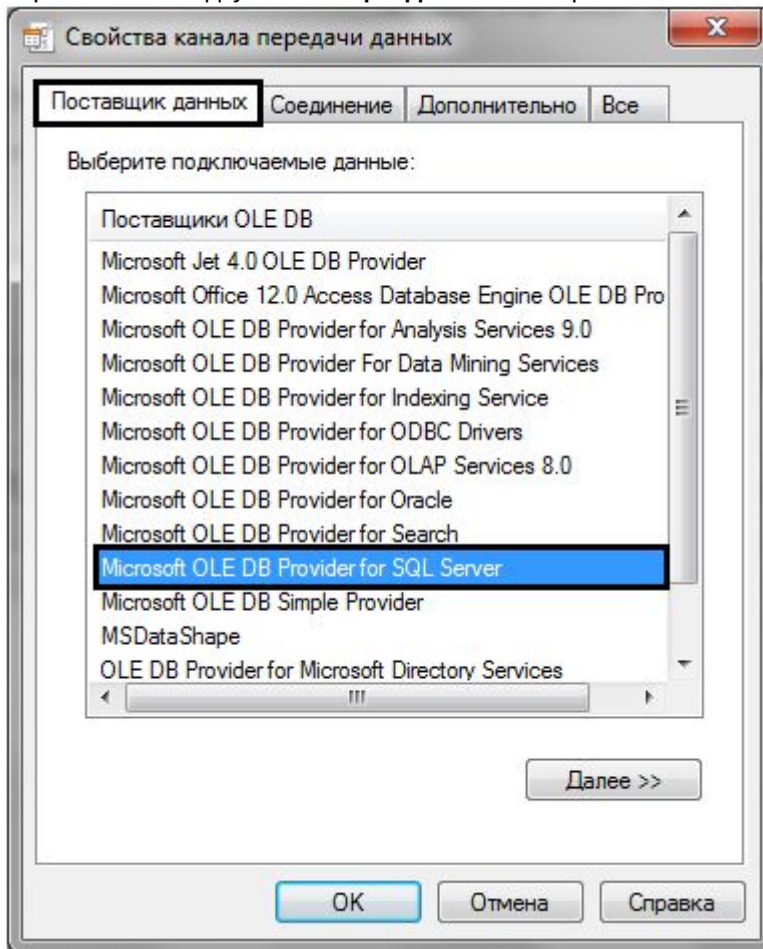 Свойства канала передачи данных
Поставщик данных Соединение Дополнительно Все
Выберите подключаемые данные:
Поставщики OLE DB
Microsoft Jet 4.0 OLE DB Provider
Microsoft Office 12.0 Access Database Engine OLE DB Pro
Microsoft OLE DB Provider for Analysis Services 9.0
Microsoft OLE DB Provider For Data Mining Services
Microsoft OLE DB Provider for Indexing Service
Microsoft OLE DB Provider for ODBC Drivers
Microsoft OLE DB Provider for OLAP Services 8.0
Microsoft OLE DB Provider for Oracle
Microsoft OLE DB Provider for Search
Microsoft OLE DB Provider for SQL Server
Microsoft OLE DB Simple Provider
MSDataShape
OLE DB Provider for Microsoft Directory Services
Далее >>
OK Отмена Справка